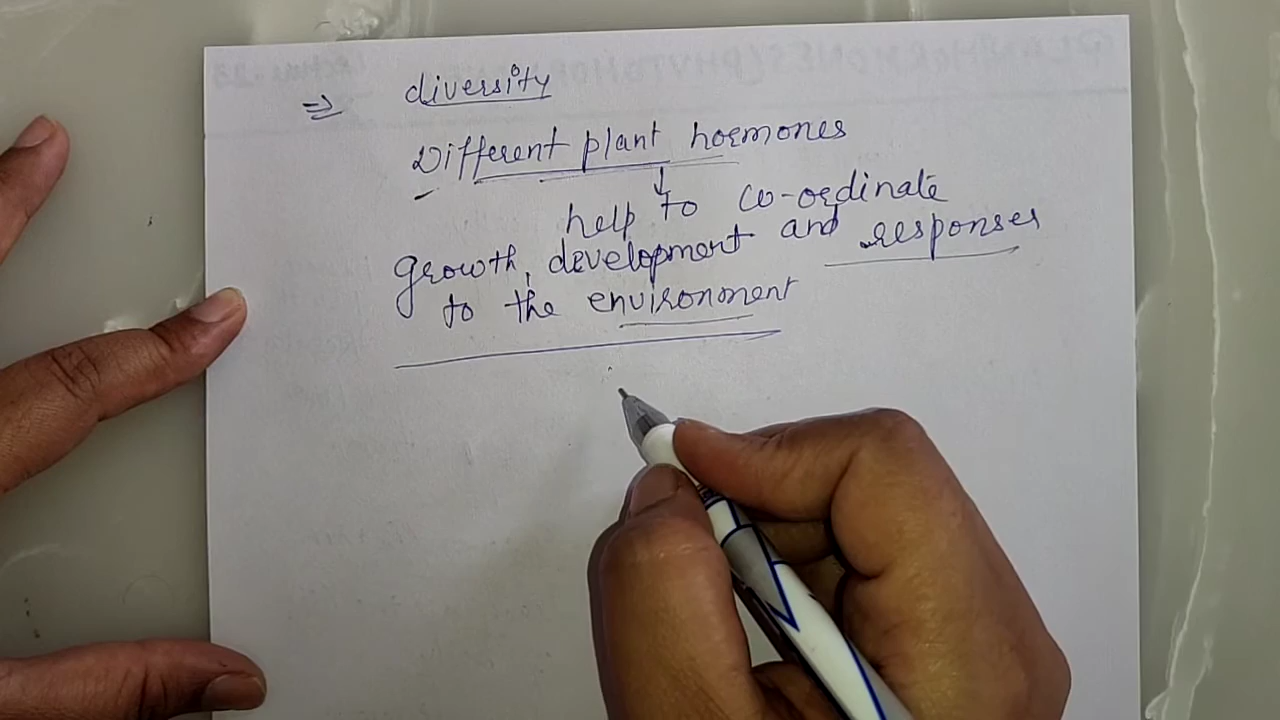 ⇒ diversity
Different plant hormones
↓
help to co-ordinate
growth, development and responses
to the environment